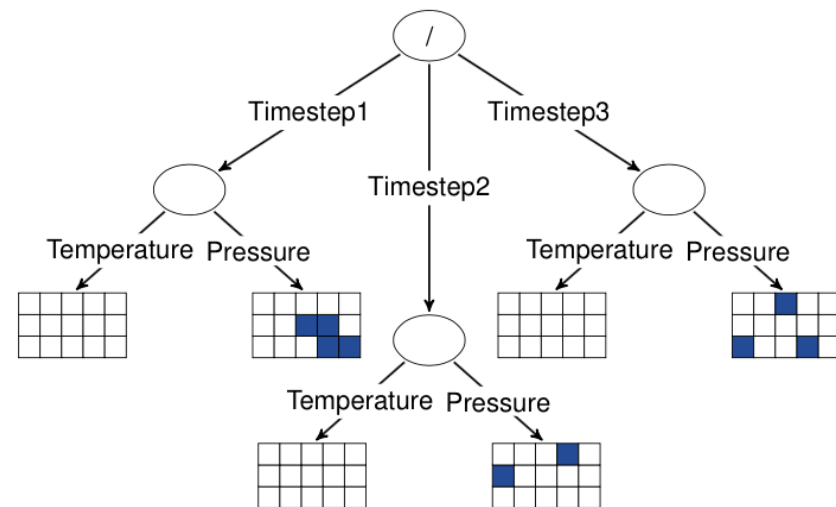 /
Timestep1
Timestep3
Timestep2
Temperature
Pressure
Temperature
Pressure
Temperature
Pressure